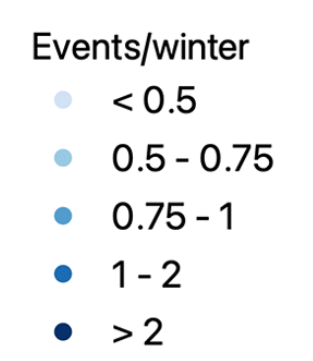 Events/winter
< 0.5
0.5 - 0.75
0.75 - 1
1 - 2
> 2